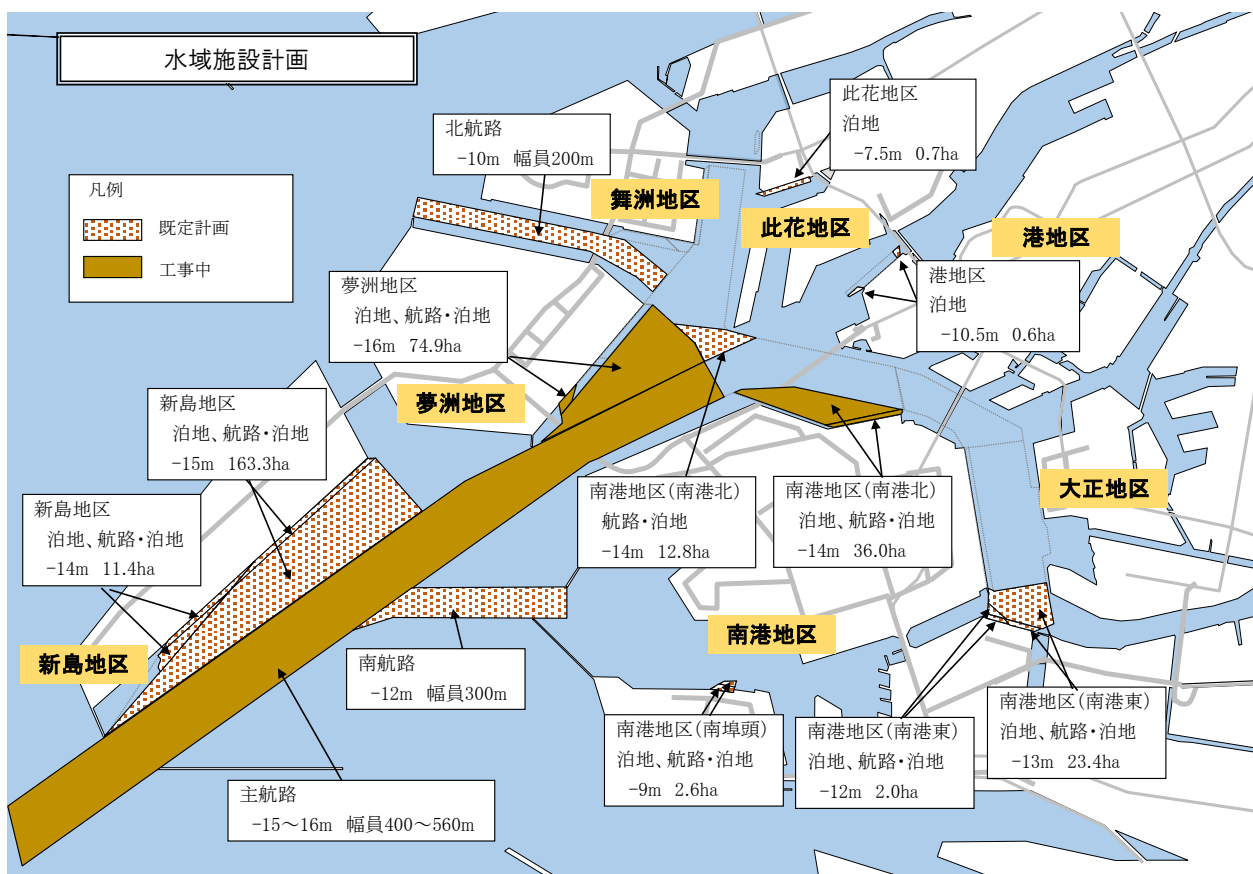 水域施設計画
凡例
既定計画
工事中
北航路
-10m 幅員200m
此花地区
泊地
-7.5m 0.7ha
舞洲地区
此花地区
港地区
港地区
泊地
-10.5m 0.6ha
夢洲地区
泊地、航路・泊地
-16m 74.9ha
夢洲地区
新島地区
泊地、航路・泊地
-15m 163.3ha
新島地区
泊地、航路・泊地
-14m 11.4ha
南港地区(南港北)
航路・泊地
-14m 12.8ha
南港地区(南港北)
泊地、航路・泊地
-14m 36.0ha
大正地区
新島地区
南航路
-12m 幅員300m
南港地区
南港地区(南埠頭)
泊地、航路・泊地
-9m 2.6ha
南港地区(南港東)
泊地、航路・泊地
-12m 2.0ha
南港地区(南港東)
泊地、航路・泊地
-13m 23.4ha
主航路
-15～16m 幅員400～560m